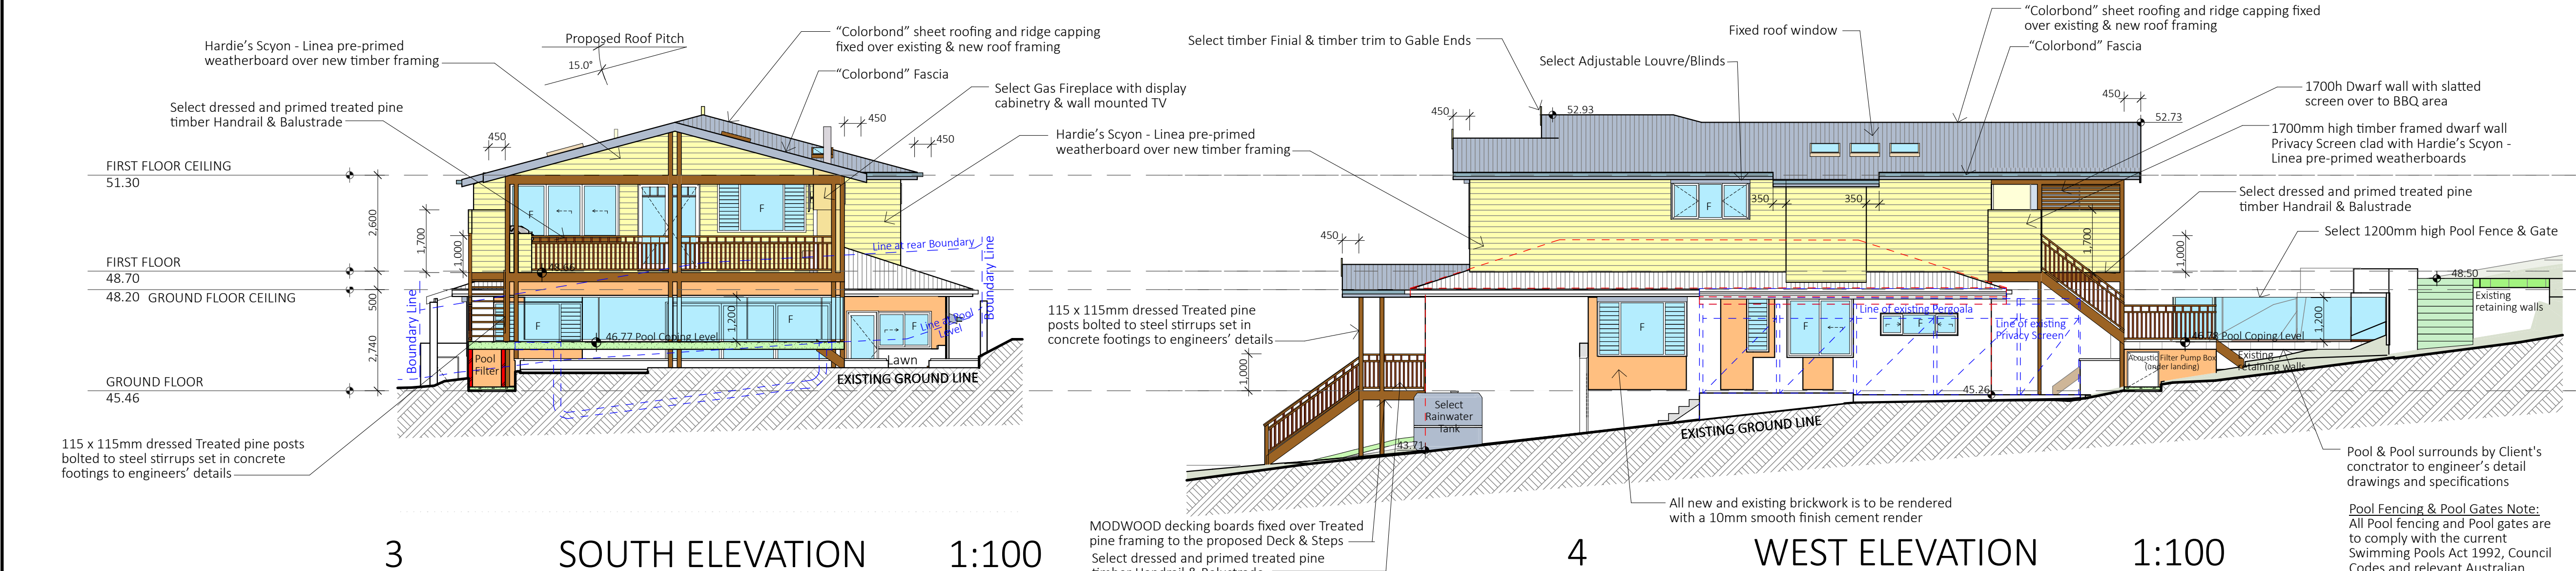 Proposed Roof Pitch
15.0°
Hardie's Scyon - Linea pre-primed
weatherboard over new timber framing
Select dressed and primed treated pine
timber Handrail & Balustrade
"Colorbond" sheet roofing and ridge capping
fixed over existing & new roof framing
"Colorbond" Fascia
Select Gas Fireplace with display
cabinetry & wall mounted TV
Hardie's Scyon - Linea pre-primed
weatherboard over new timber framing
450
450
450
FIRST FLOOR CEILING
51.30
FIRST FLOOR
48.70
48.20 GROUND FLOOR CEILING
GROUND FLOOR
45.46
2,600
500
2,740
1,700
1,000
F
F
F
F
F
48.66
1,200
46.77 Pool Coping Level
Line at rear Boundary
Line at Pool
Level
Boundary Line
Boundary Line
Pool
Filter
Lawn
EXISTING GROUND LINE
115 x 115mm dressed Treated pine posts
bolted to steel stirrups set in concrete
footings to engineers' details
3 SOUTH ELEVATION 1:100
Select timber Finial & timber trim to Gable Ends
Select Adjustable Louvre/Blinds
Fixed roof window
"Colorbond" sheet roofing and ridge capping fixed
over existing & new roof framing
"Colorbond" Fascia
1700h Dwarf wall with slatted
screen over to BBQ area
1700mm high timber framed dwarf wall
Privacy Screen clad with Hardie's Scyon -
Linea pre-primed weatherboards
Select dressed and primed treated pine
timber Handrail & Balustrade
Select 1200mm high Pool Fence & Gate
450
450
450
52.93
52.73
350
350
F
1,700
1,000
48.50
Existing
retaining walls
1,200
46.78 Pool Coping Level
Existing
retaining walls
Acoustic Filter Pump Box
(under landing)
Line of existing Pergoala
Line of existing
Privacy Screen
F
F
F
45.26
43.71
1,000
Select
Rainwater
Tank
EXISTING GROUND LINE
115 x 115mm dressed Treated pine
posts bolted to steel stirrups set in
concrete footings to engineers' details
All new and existing brickwork is to be rendered
with a 10mm smooth finish cement render
MODWOOD decking boards fixed over Treated
pine framing to the proposed Deck & Steps
Select dressed and primed treated pine
timber Handrail & Balustrade
4 WEST ELEVATION 1:100
Pool & Pool surrounds by Client's
conctrator to engineer's detail
drawings and specifications
Pool Fencing & Pool Gates Note:
All Pool fencing and Pool gates are
to comply with the current
Swimming Pools Act 1992, Council
Codes and relevant Australian